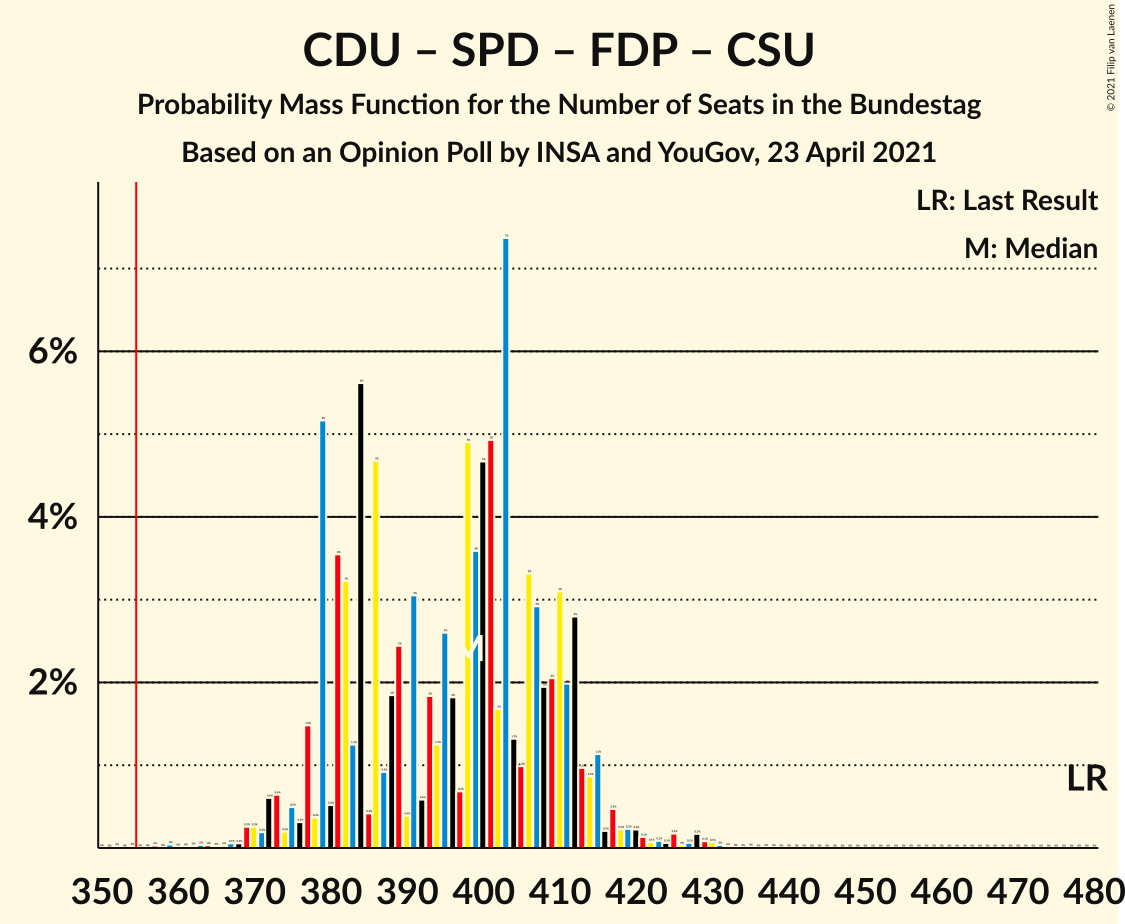 CDU – SPD – FDP – CSU
Probability Mass Function for the Number of Seats in the Bundestag
Based on an Opinion Poll by INSA and YouGov, 23 April 2021
© 2021 Filip van Laenen
LR: Last Result
M: Median
6%
4%
2%
M
LR
350 360 370 380 390 400 410 420 430 440 450 460 470 480